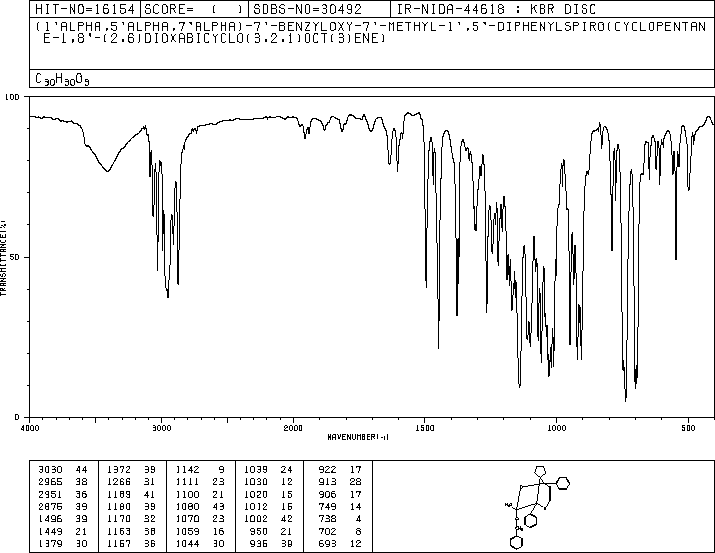 HIT-NO=16154 SCORE= ( ) SDBS-NO=30492 IR-NIDA-44618 : KBR DISC
(1'ALPHA,5'ALPHA,7'ALPHA)-7'-BENZYLOXY-7'-METHYL-1',5'-DIPHENYLSPIRO(CYCLOPENTAN
E-1,8'-(2,6)DIOXABICYCLO(3.2.1)OCT(3)ENE)
C30H30O3
100
50
0
TRANSMITTANCE(%)
4000 3000 2000 1500 1000 500
WAVENUMBER(-1)
3030 44 1372 39 1142 9 1039 24 922 17
2965 38 1266 31 1111 23 1030 12 913 28
2951 36 1189 41 1100 21 1020 15 906 17
2875 39 1180 39 1080 43 1012 16 749 14
1496 39 1170 32 1070 23 1002 42 738 4
1449 21 1163 38 1059 16 950 21 702 8
1379 30 1157 36 1044 30 936 39 693 12